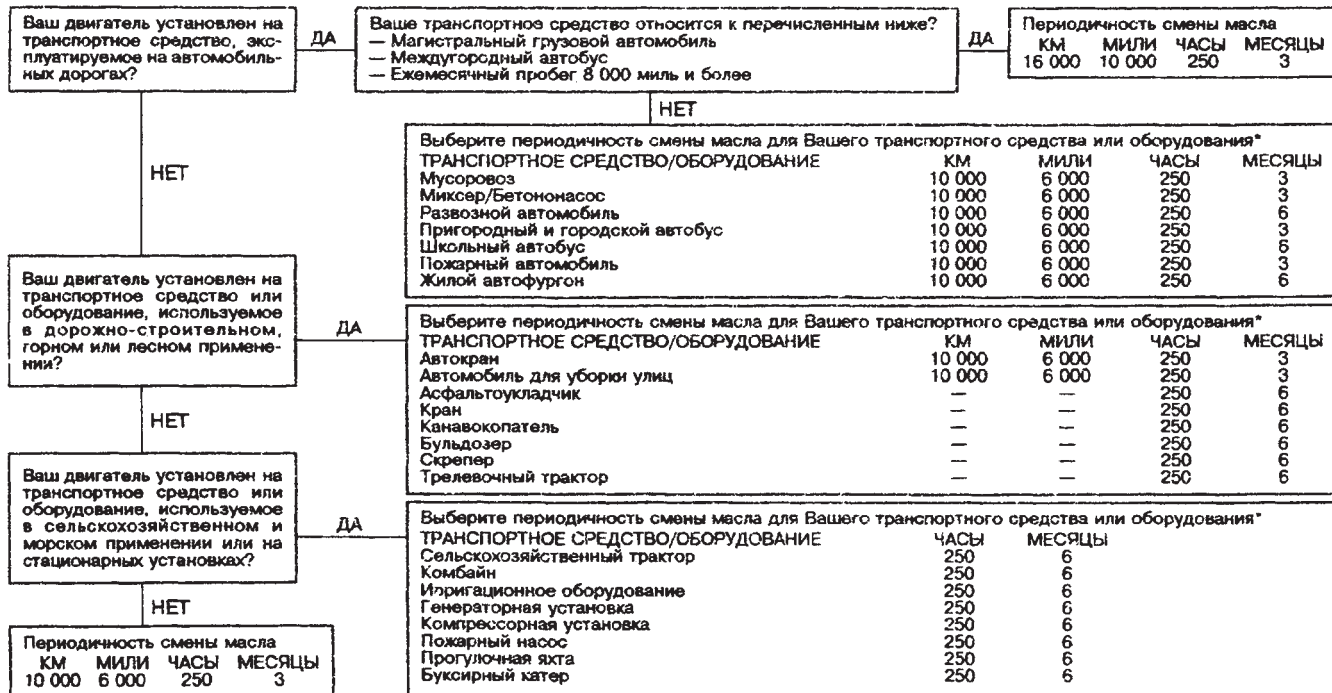 Ваш двигатель установлен на
транспортное средство, экс-
плуатируемое на автомобиль-
ных дорогах?
ДА
Ваше транспортное средство относится к перечисленным ниже?
— Магистральный грузовой автомобиль
— Междугородный автобус
— Ежемесячный пробег 8 000 миль и более
ДА
Периодичность смены масла
КМ МИЛИ ЧАСЫ МЕСЯЦЫ
16 000 10 000 250 3
НЕТ
НЕТ
Выберите периодичность смены масла для Вашего транспортного средства или оборудования*
ТРАНСПОРТНОЕ СРЕДСТВО/ОБОРУДОВАНИЕ КМ МИЛИ ЧАСЫ МЕСЯЦЫ
Мусоровоз 10 000 6 000 250 3
Миксер/Бетононасос 10 000 6 000 250 3
Развозной автомобиль 10 000 6 000 250 6
Пригородный и городской автобус 10 000 6 000 250 3
Школьный автобус 10 000 6 000 250 6
Пожарный автомобиль 10 000 6 000 250 3
Жилой автофургон 10 000 6 000 250 6
Ваш двигатель установлен на
транспортное средство или
оборудование, используемое
в дорожно-строительном,
горном или лесном примене-
нии?
ДА
Выберите периодичность смены масла для Вашего транспортного средства или оборудования*
ТРАНСПОРТНОЕ СРЕДСТВО/ОБОРУДОВАНИЕ КМ МИЛИ ЧАСЫ МЕСЯЦЫ
Автокран 10 000 6 000 250 3
Автомобиль для уборки улиц 10 000 6 000 250 3
Асфальтоукладчик — — 250 6
Кран — — 250 6
Канавокопатель — — 250 6
Бульдозер — — 250 6
Скрепер — — 250 6
Трелевочный трактор — — 250 6
НЕТ
Ваш двигатель установлен на
транспортное средство или
оборудование, используемое
в сельскохозяйственном и
морском применении или на
стационарных установках?
ДА
Выберите периодичность смены масла для Вашего транспортного средства или оборудования*
ТРАНСПОРТНОЕ СРЕДСТВО/ОБОРУДОВАНИЕ ЧАСЫ МЕСЯЦЫ
Сельскохозяйственный трактор 250 6
Комбайн 250 6
Ирригационное оборудование 250 6
Генераторная установка 250 6
Компрессорная установка 250 6
Пожарный насос 250 6
Прогулочная яхта 250 6
Буксирный катер 250 6
НЕТ
Периодичность смены масла
КМ МИЛИ ЧАСЫ МЕСЯЦЫ
10 000 6 000 250 3